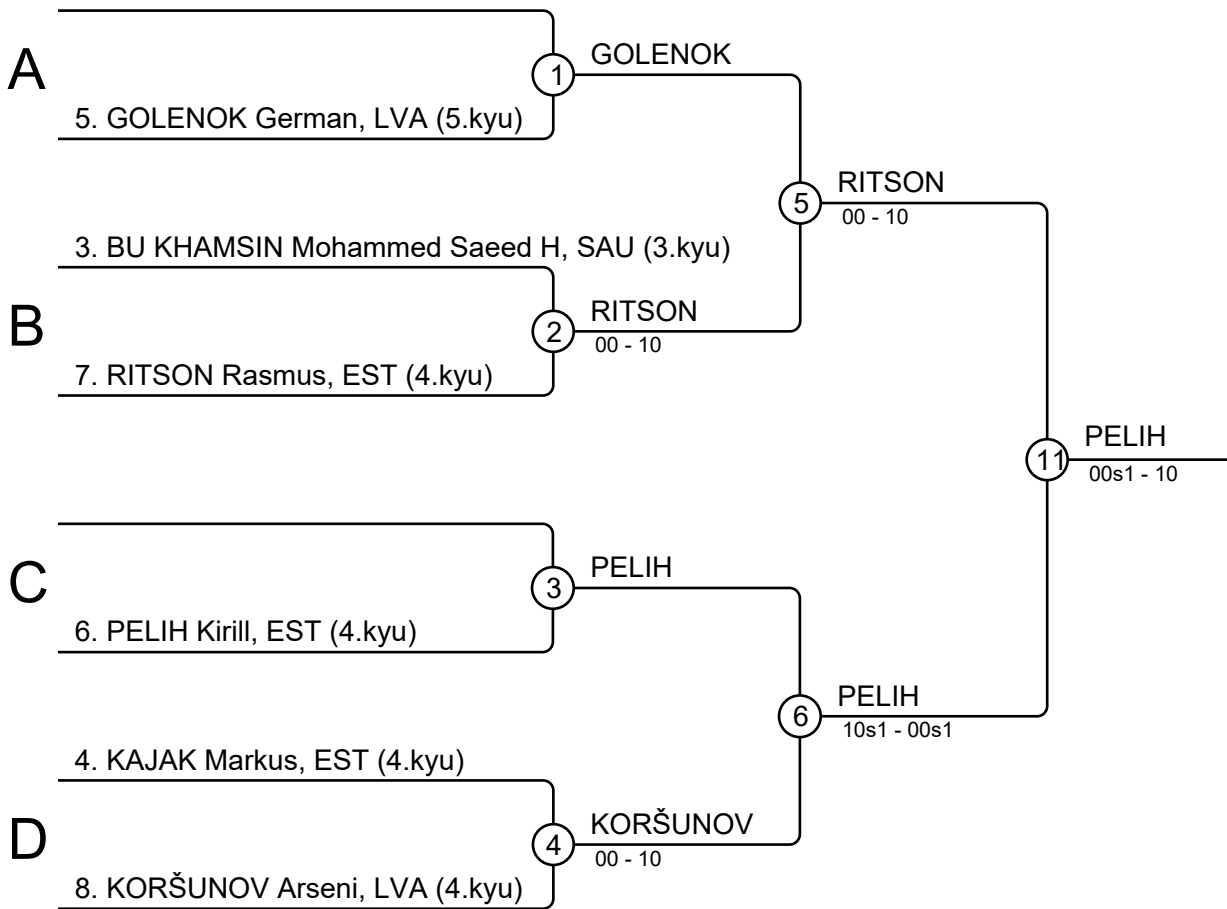 GOLENOK
A
1
5. GOLENOK German, LVA (5.kyu)
RITSON
5
00 - 10
3. BU KHAMSIN Mohammed Saeed H, SAU (3.kyu)
B
RITSON
2
00 - 10
7. RITSON Rasmus, EST (4.kyu)
PELIH
11
00s1 - 10
C
PELIH
3
6. PELIH Kirill, EST (4.kyu)
PELIH
6
10s1 - 00s1
4. KAJAK Markus, EST (4.kyu)
D
KORŠUNOV
4
00 - 10
8. KORŠUNOV Arseni, LVA (4.kyu)